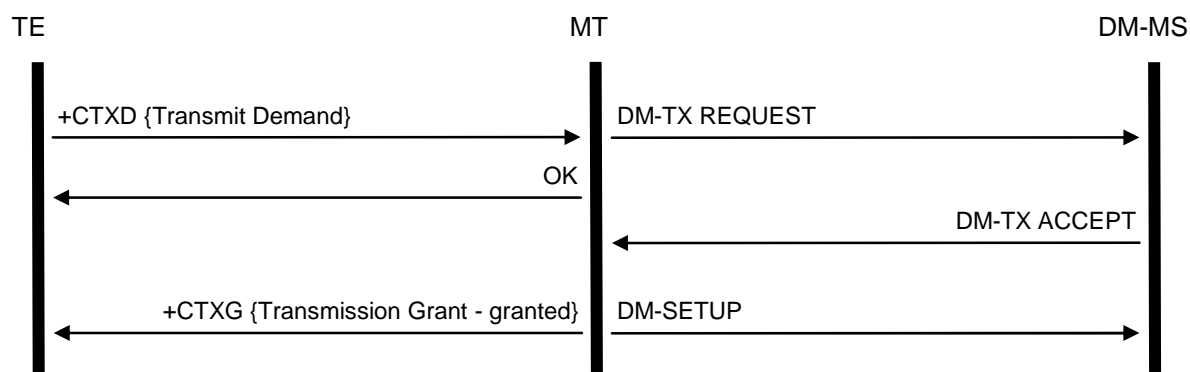 TE
MT
DM-MS
+CTXD {Transmit Demand}
DM-TX REQUEST
OK
DM-TX ACCEPT
+CTXG {Transmission Grant - granted}
DM-SETUP